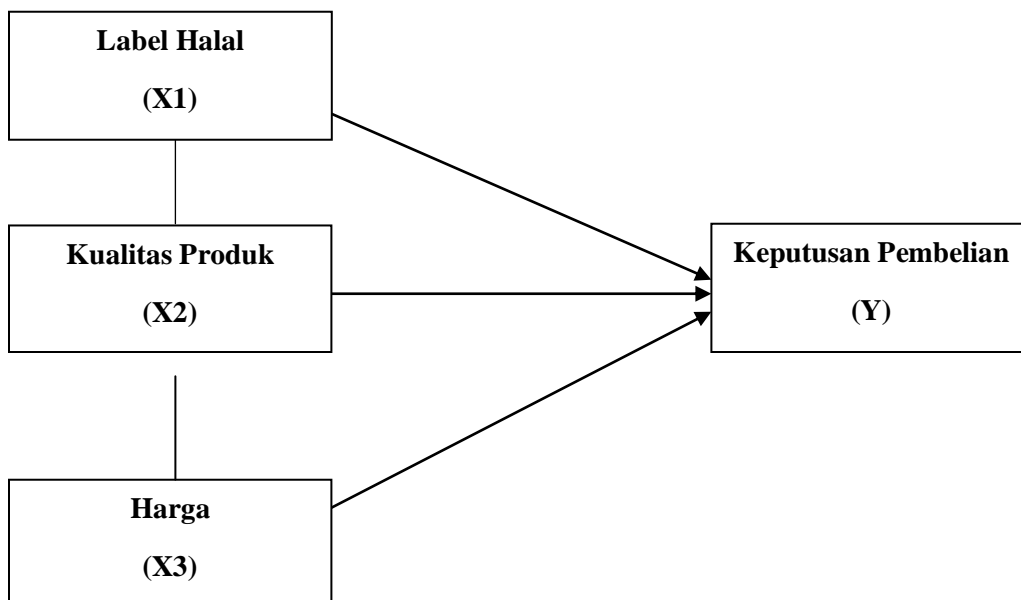 Label Halal
(X1)
Kualitas Produk
(X2)
Keputusan Pembelian
(Y)
Harga
(X3)